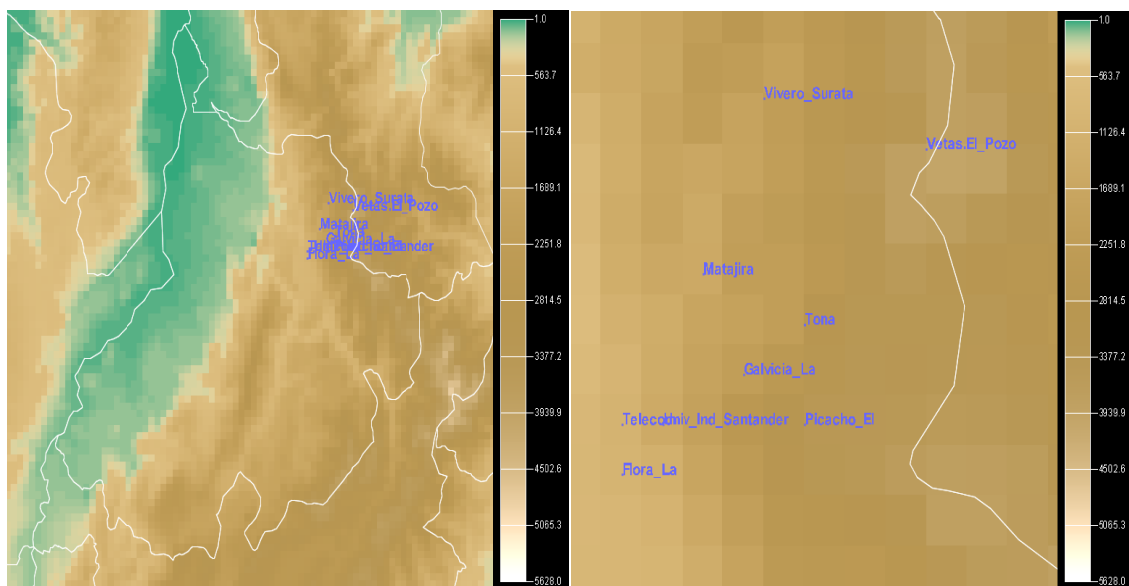 1.0
563.7
1126.4
1689.1
2251.8
2814.5
3377.2
3939.9
4502.6
5065.3
5628.0
Vivero_Surata
Vetas.El_Pozo
Matajira
Tona
Galvicia_La
Flora_La
1.0
563.7
1126.4
1689.1
2251.8
2814.5
3377.2
3939.9
4502.6
5065.3
5628.0
Vivero_Surata
Vetas.El_Pozo
Matajira
Tona
Galvicia_La
Telecom Univ_Ind_Santander Picacho_El
Flora_La